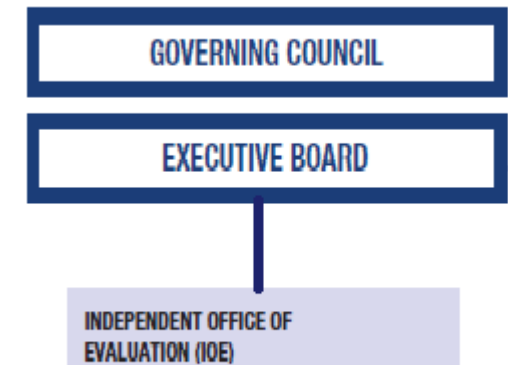 GOVERNING COUNCIL
EXECUTIVE BOARD
INDEPENDENT OFFICE OF
EVALUATION (IOE)